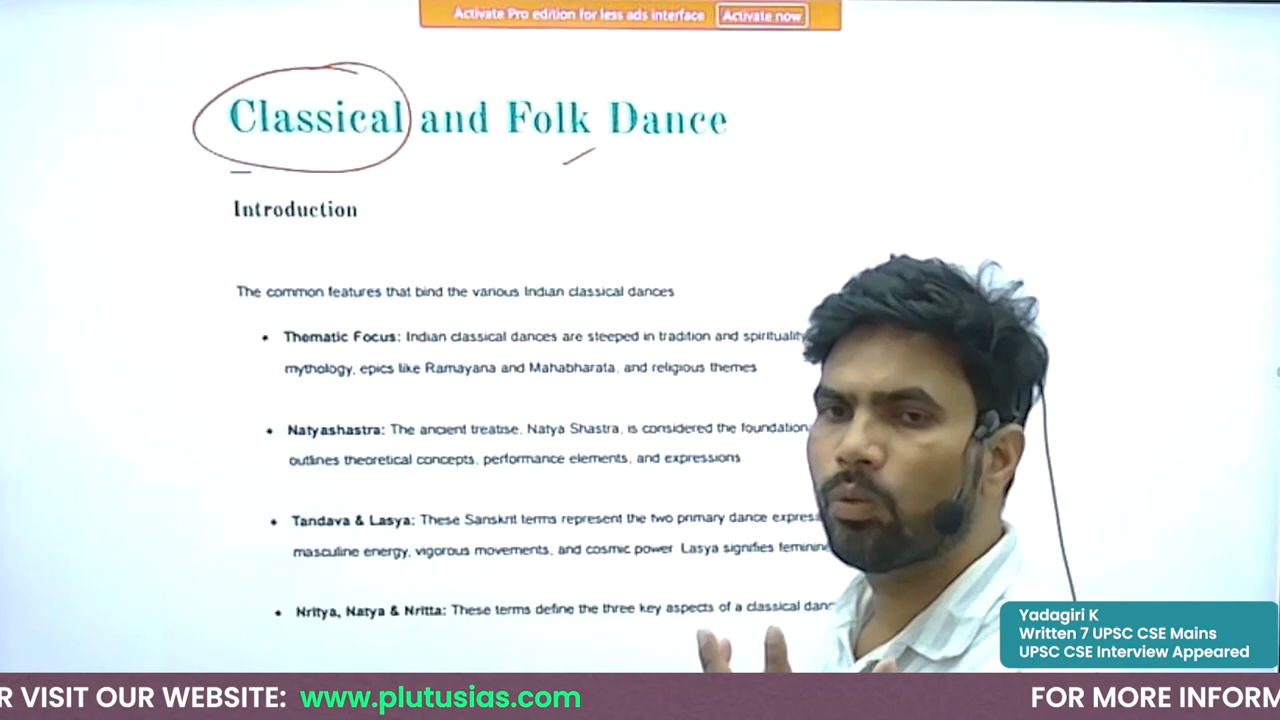 Activate Pro edition for less ads interface Activate now
Classical and Folk Dance
Introduction
The common features that bind the various Indian classical dances
• Thematic Focus: Indian classical dances are steeped in tradition and spirituality
mythology, epics like Ramayana and Mahabharata, and religious themes
• Natyashastra: The ancient treatise, Natya Shastra, is considered the foundation
outlines theoretical concepts, performance elements, and expressions
• Tandava & Lasya: These Sanskrit terms represent the two primary dance
masculine energy, vigorous movements, and cosmic power. Lasya signifies
• Nritya, Natya & Nritta: These terms define the three key aspects of a classical
Yadagiri K
Written 7 UPSC CSE Mains
UPSC CSE Interview Appeared
R VISIT OUR WEBSITE: www.plutusias.com FOR MORE INFORM